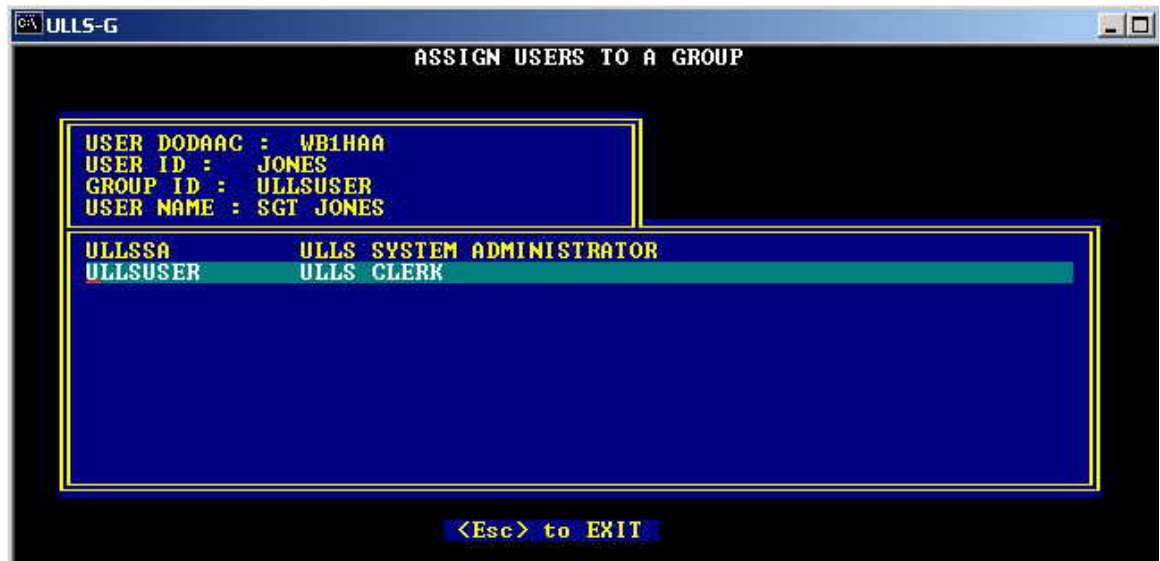 ULLS-G
ASSIGN USERS TO A GROUP
USER DODAAC : WB1HAA
USER ID : JONES
GROUP ID : ULLSUSER
USER NAME : SGT JONES
ULLSSA ULLS SYSTEM ADMINISTRATOR
ULLSUSER ULLS CLERK
<Esc> to EXIT